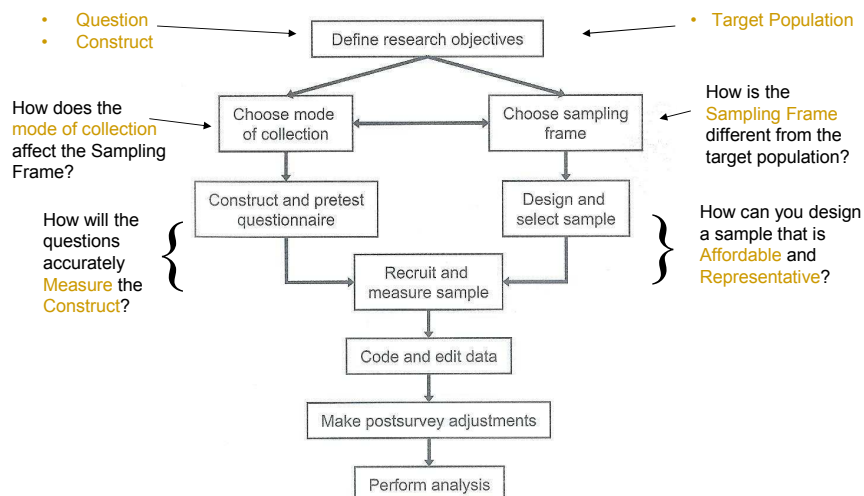 • Question
• Construct
Define research objectives
• Target Population
How does the
mode of collection
affect the Sampling
Frame?
Choose mode
of collection
Choose sampling
frame
How is the
Sampling Frame
different from the
target population?
Construct and pretest
questionnaire
Design and
select sample
How will the
questions
accurately
Measure the
Construct?
How can you design
a sample that is
Affordable and
Representative?
Recruit and
measure sample
Code and edit data
Make postsurvey adjustments
Perform analysis